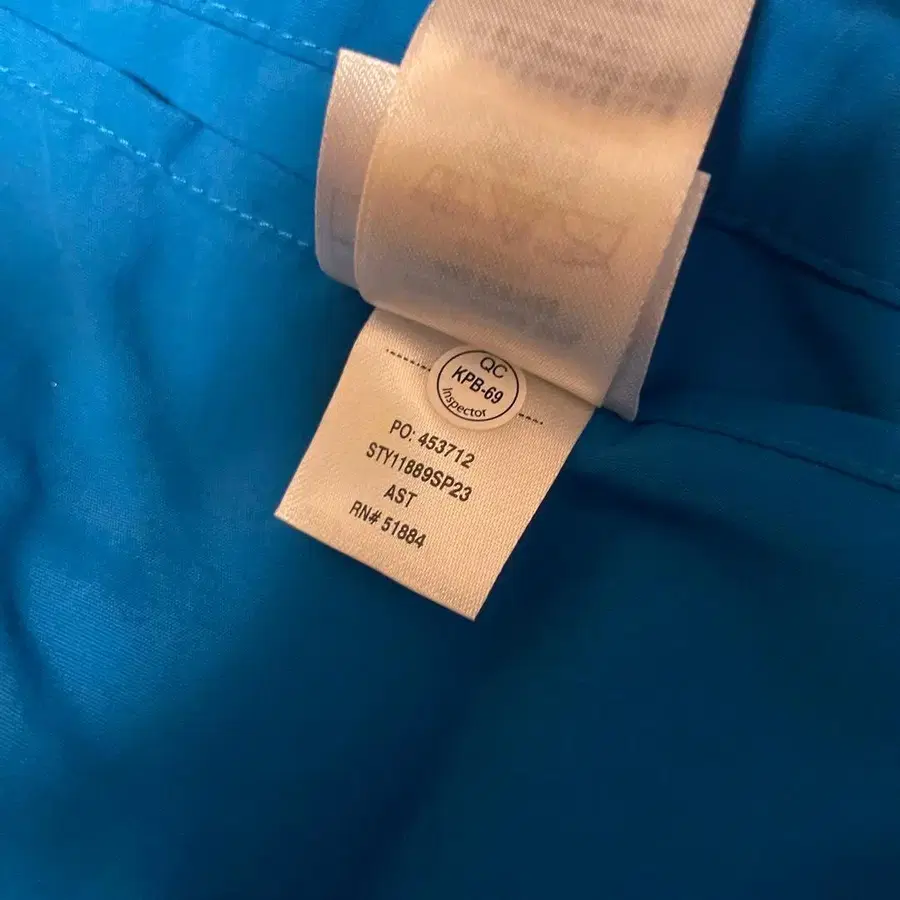 QC
KPB-69
Inspector
PO: 453712
STY11889SP23
AST
RN# 51884